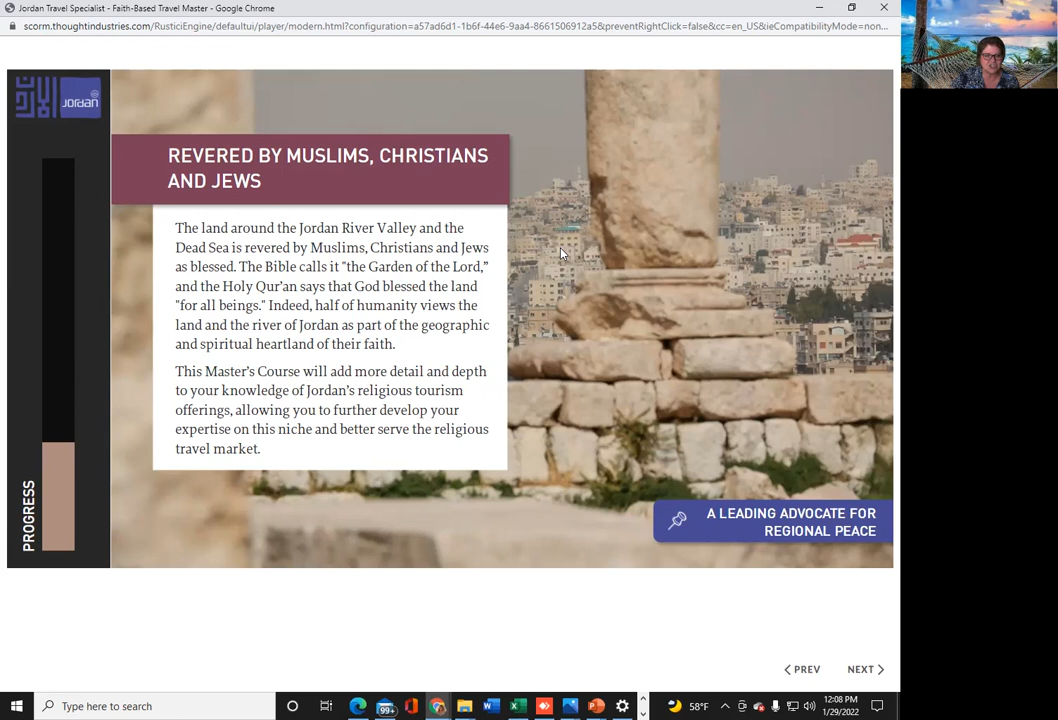 Jordan Travel Specialist - Faith-Based Travel Master - Google Chrome
scorm.thoughtindustries.com/RusticiEngine/defaultui/player/modern.html?configuration=a57ad6d1-1b6f-44e6-9aa4-8661506912a5&preventRightClick=false&cc=en_US&ieCompatibilityMode=non...
Jordan
REVERED BY MUSLIMS, CHRISTIANS
AND JEWS
The land around the Jordan River Valley and the
Dead Sea is revered by Muslims, Christians and Jews
as blessed. The Bible calls it "the Garden of the Lord,”
and the Holy Qur’an says that God blessed the land
"for all beings." Indeed, half of humanity views the
land and the river of Jordan as part of the geographic
and spiritual heartland of their faith.
This Master’s Course will add more detail and depth
to your knowledge of Jordan’s religious tourism
offerings, allowing you to further develop your
expertise on this niche and better serve the religious
travel market.
PROGRESS
A LEADING ADVOCATE FOR
REGIONAL PEACE
PREV
NEXT
Type here to search
99+
58°F
12:08 PM
1/29/2022